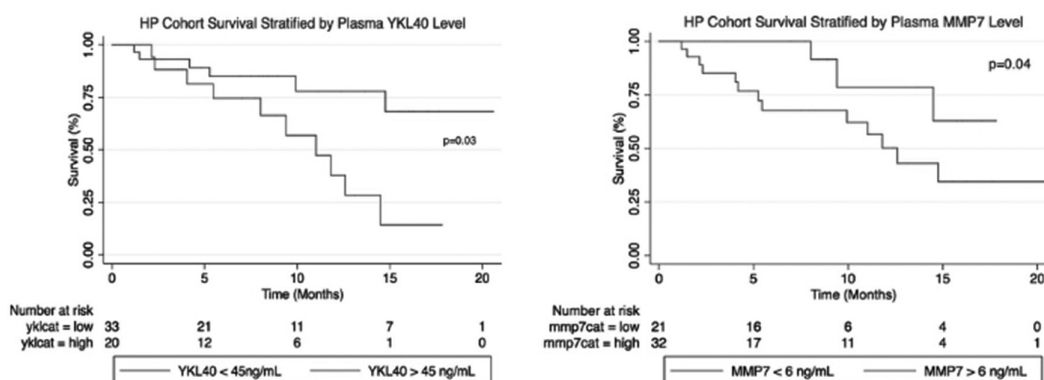 HP Cohort Survival Stratified by Plasma YKL40 Level
1.00
0.75
0.50
0.25
0.00
Survival (%)
p=0.03
0 5 10 15 20
Time (Months)
Number at risk
yklcat = low 33 21 11 7 1
yklcat = high 20 12 6 1 0
YKL40 < 45ng/mL YKL40 > 45 ng/mL
HP Cohort Survival Stratified by Plasma MMP7 Level
1.00
0.75
0.50
0.25
0.00
Survival (%)
p=0.04
0 5 10 15 20
Time (Months)
Number at risk
mmp7cat = low 21 16 6 4 0
mmp7cat = high 32 17 11 4 1
MMP7 < 6 ng/mL MMP7 > 6 ng/mL